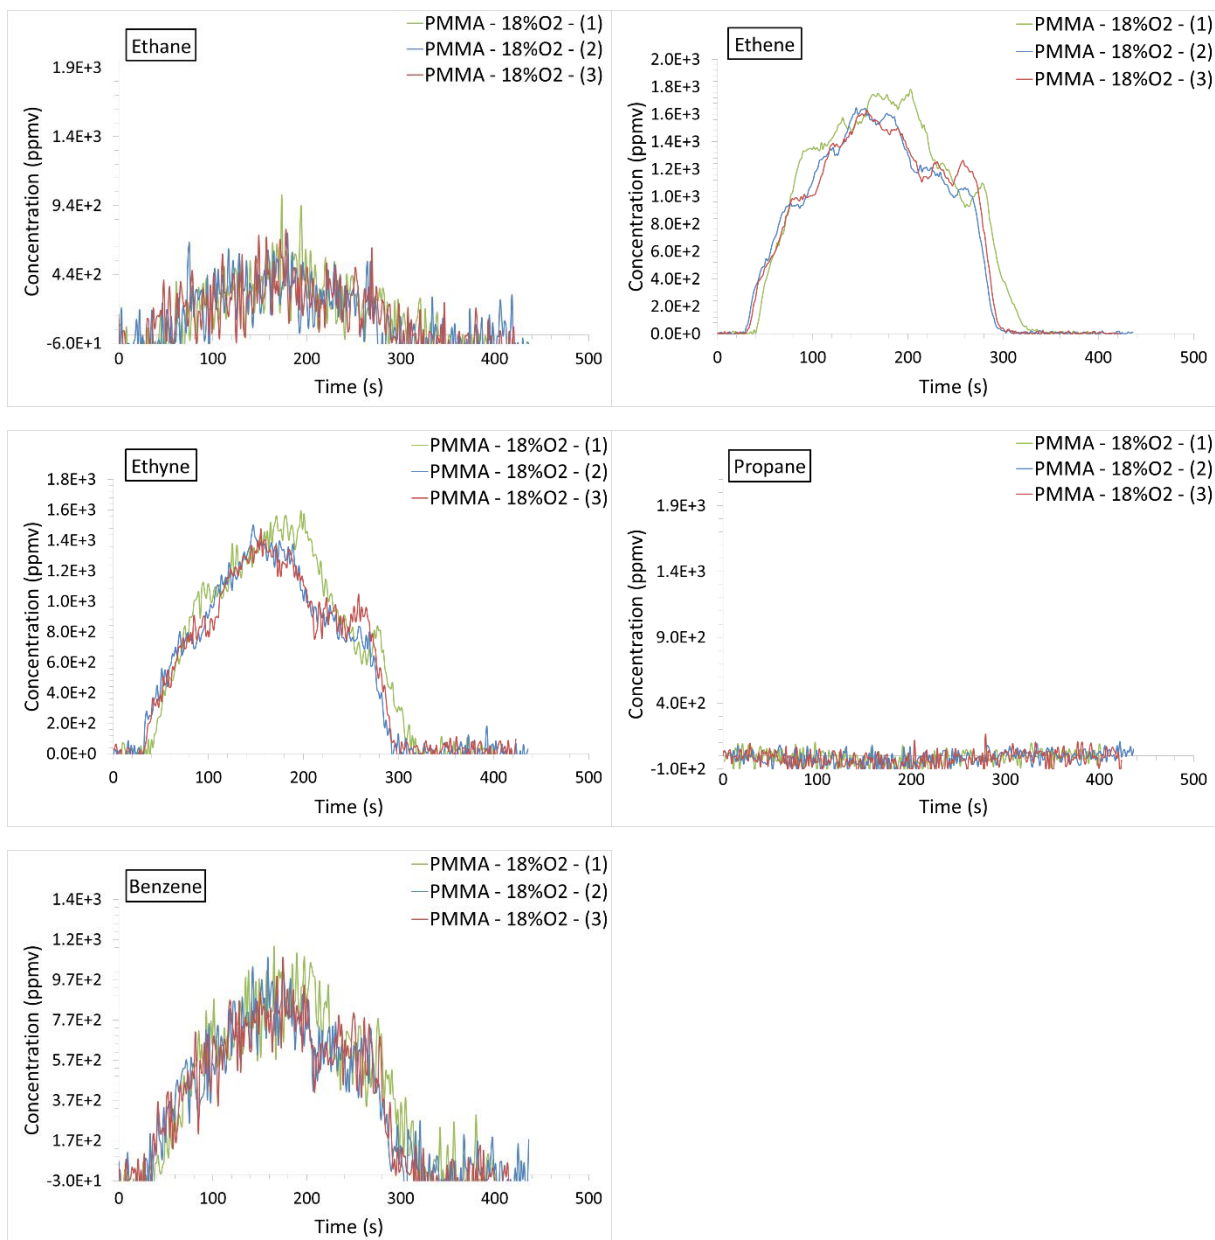 Ethane
PMMA - 18%O2 - (1)
PMMA - 18%O2 - (2)
PMMA - 18%O2 - (3)
Concentration (ppmv)
1.9E+3
1.4E+3
9.4E+2
4.4E+2
-6.0E+1
0 100 200 300 400 500
Time (s)
Ethene
PMMA - 18%O2 - (1)
PMMA - 18%O2 - (2)
PMMA - 18%O2 - (3)
Concentration (ppmv)
2.0E+3
1.8E+3
1.6E+3
1.4E+3
1.2E+3
1.0E+3
8.0E+2
6.0E+2
4.0E+2
2.0E+2
0.0E+0
0 100 200 300 400 500
Time (s)
Ethyne
PMMA - 18%O2 - (1)
PMMA - 18%O2 - (2)
PMMA - 18%O2 - (3)
Concentration (ppmv)
1.8E+3
1.6E+3
1.4E+3
1.2E+3
1.0E+3
8.0E+2
6.0E+2
4.0E+2
2.0E+2
0.0E+0
0 100 200 300 400 500
Time (s)
Propane
PMMA - 18%O2 - (1)
PMMA - 18%O2 - (2)
PMMA - 18%O2 - (3)
Concentration (ppmv)
1.9E+3
1.4E+3
9.0E+2
4.0E+2
-1.0E+2
0 100 200 300 400 500
Time (s)
Benzene
PMMA - 18%O2 - (1)
PMMA - 18%O2 - (2)
PMMA - 18%O2 - (3)
Concentration (ppmv)
1.4E+3
1.2E+3
9.7E+2
7.7E+2
5.7E+2
3.7E+2
1.7E+2
-3.0E+1
0 100 200 300 400 500
Time (s)